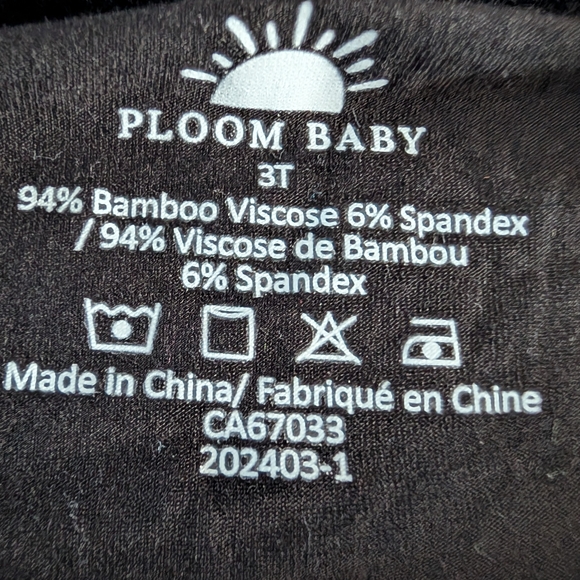 PLOOM BABY
3T
94% Bamboo Viscose 6% Spandex
/ 94% Viscose de Bambou
6% Spandex
Made in China/ Fabriqué en Chine
CA67033
202403-1